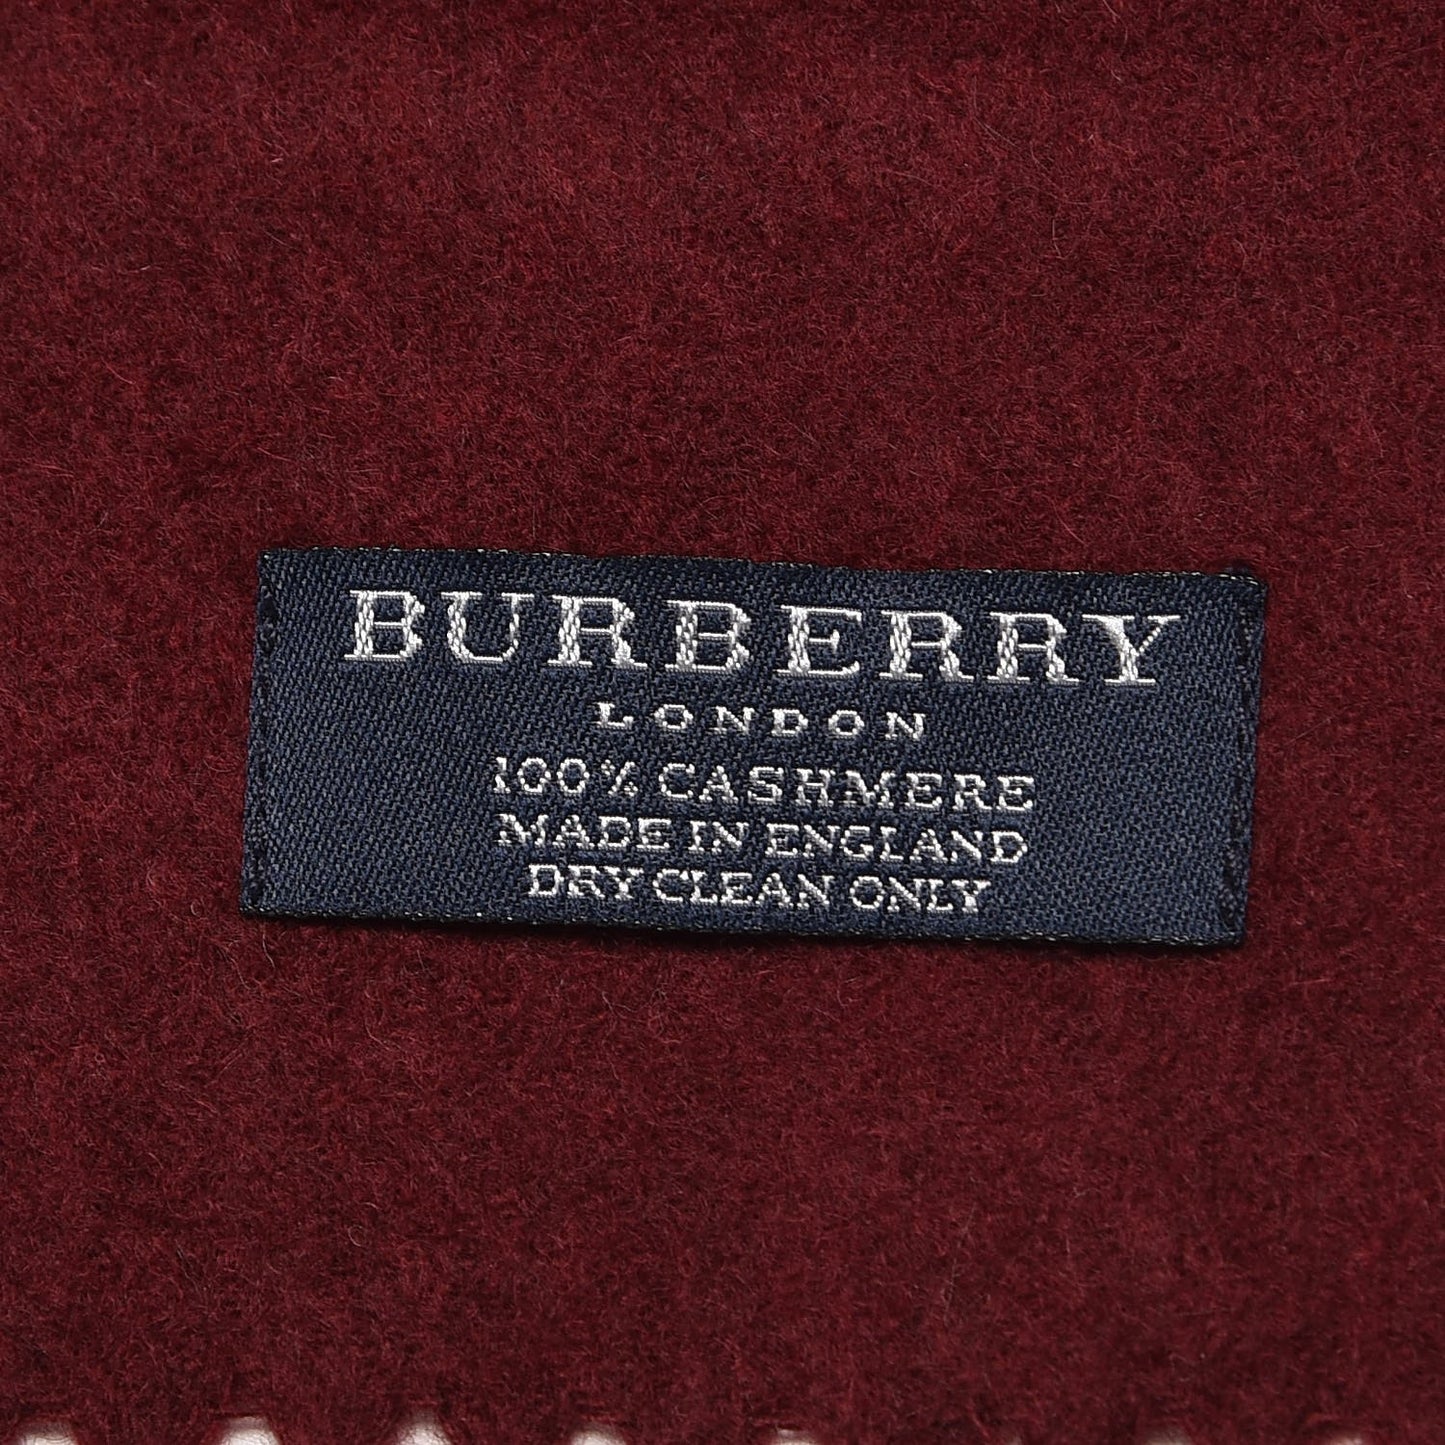 BURBERRY
LONDON
100% CASHMERE
MADE IN ENGLAND
DRY CLEAN ONLY